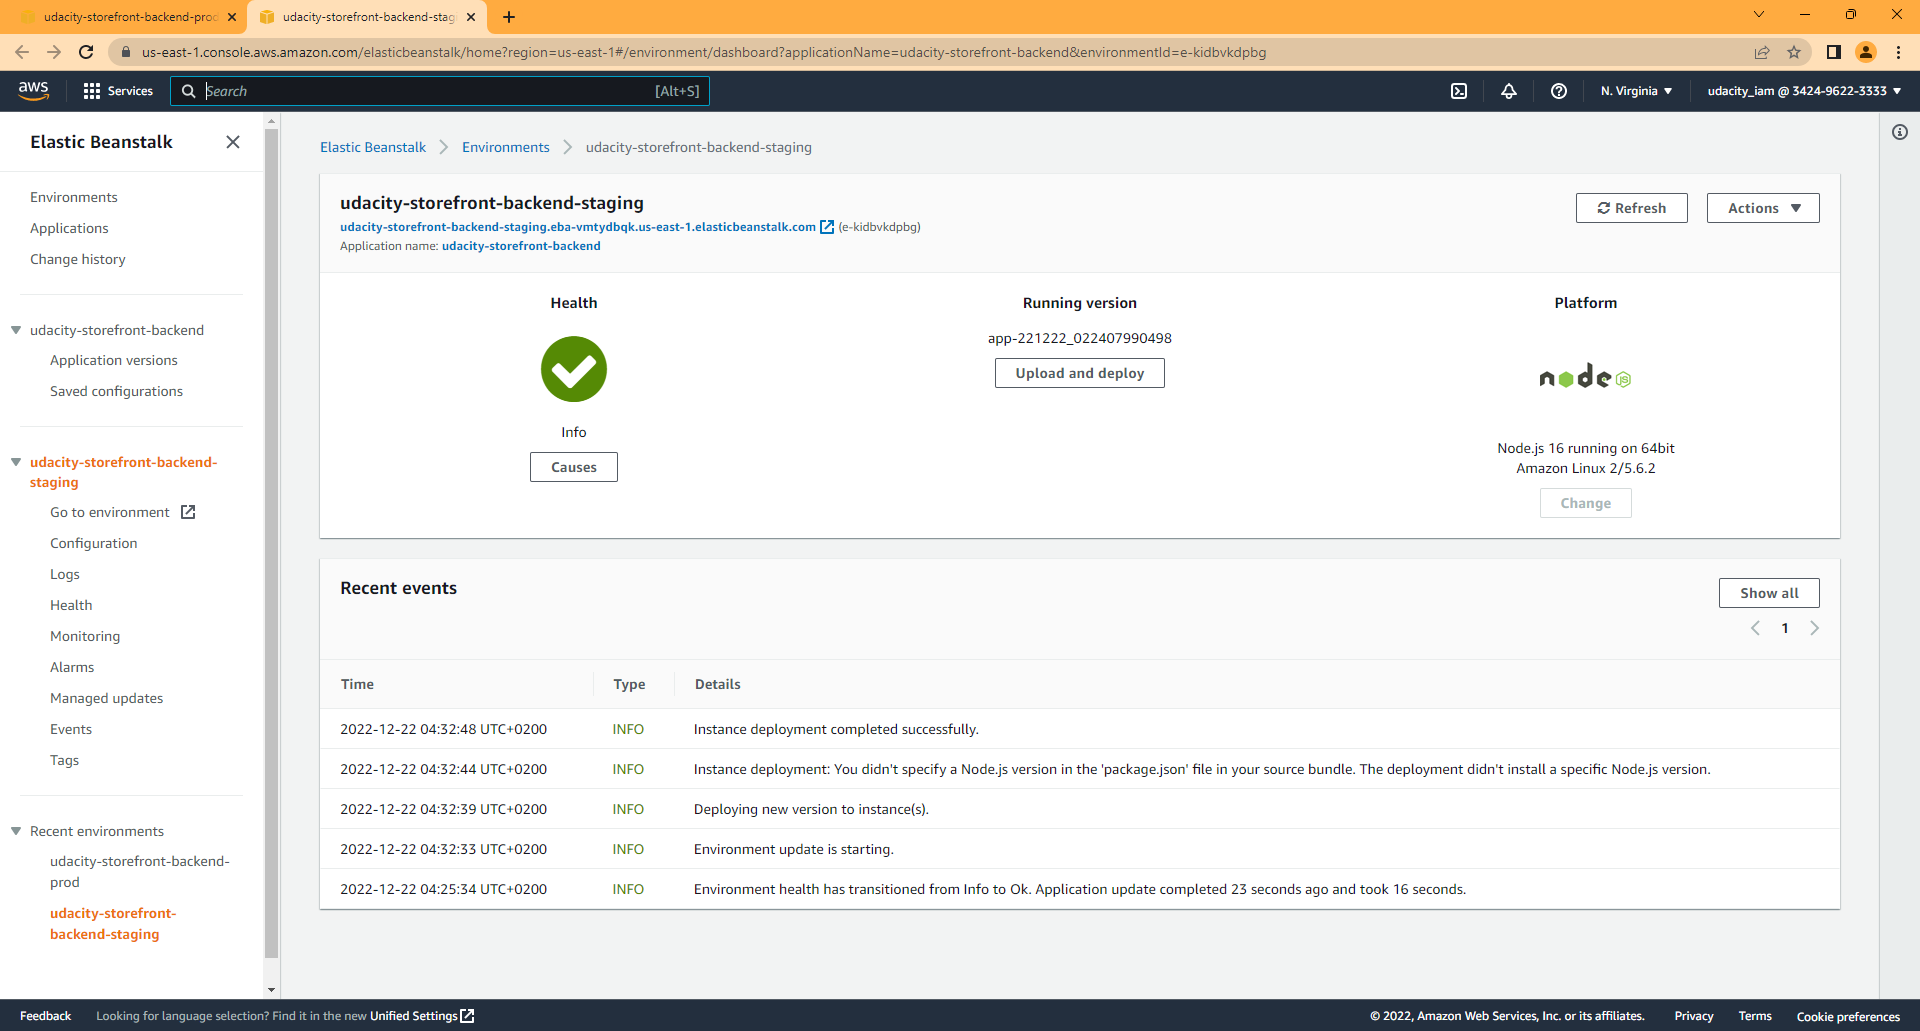 udacity-storefront-backend-prod
udacity-storefront-backend-stag
us-east-1.console.aws.amazon.com/elasticbeanstalk/home?region=us-east-1#/environment/dashboard?applicationName=udacity-storefront-backend&environmentId=e-kidbvkdpbg
aws
Services
Search
[Alt+S]
N. Virginia
udacity_iam @ 3424-9622-3333
Elastic Beanstalk
Environments
Applications
Change history
udacity-storefront-backend
Application versions
Saved configurations
udacity-storefront-backend-
staging
Go to environment
Configuration
Logs
Health
Monitoring
Alarms
Managed updates
Events
Tags
Recent environments
udacity-storefront-backend-
prod
udacity-storefront-
backend-staging
Elastic Beanstalk
Environments
udacity-storefront-backend-staging
udacity-storefront-backend-staging
udacity-storefront-backend-staging.eba-vmtydbqk.us-east-1.elasticbeanstalk.com (e-kidbvkdpbg)
Application name: udacity-storefront-backend
Refresh
Actions
Health
Info
Causes
Running version
app-221222_022407990498
Upload and deploy
Platform
node
JS
Node.js 16 running on 64bit
Amazon Linux 2/5.6.2
Change
Recent events
Show all
1
Time Type Details
2022-12-22 04:32:48 UTC+0200 INFO Instance deployment completed successfully.
2022-12-22 04:32:44 UTC+0200 INFO Instance deployment: You didn't specify a Node.js version in the 'package.json' file in your source bundle. The deployment didn't install a specific Node.js version.
2022-12-22 04:32:39 UTC+0200 INFO Deploying new version to instance(s).
2022-12-22 04:32:33 UTC+0200 INFO Environment update is starting.
2022-12-22 04:25:34 UTC+0200 INFO Environment health has transitioned from Info to Ok. Application update completed 23 seconds ago and took 16 seconds.
Feedback
Looking for language selection? Find it in the new Unified Settings
© 2022, Amazon Web Services, Inc. or its affiliates.
Privacy
Terms
Cookie preferences